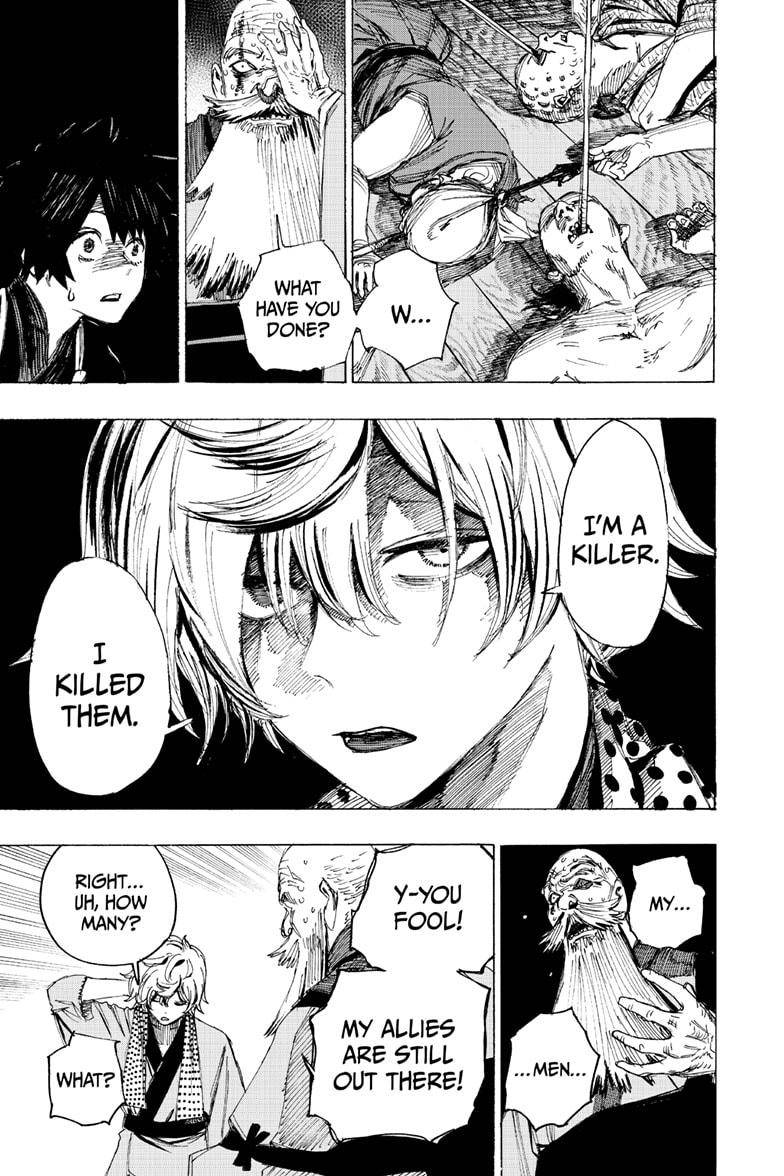 W...
WHAT
HAVE YOU
DONE?
I'M A
KILLER.
I
KILLED
THEM.
MY...
...MEN...
Y-YOU
FOOL!
MY ALLIES
ARE STILL
OUT THERE!
RIGHT...
UH, HOW
MANY?
WHAT?